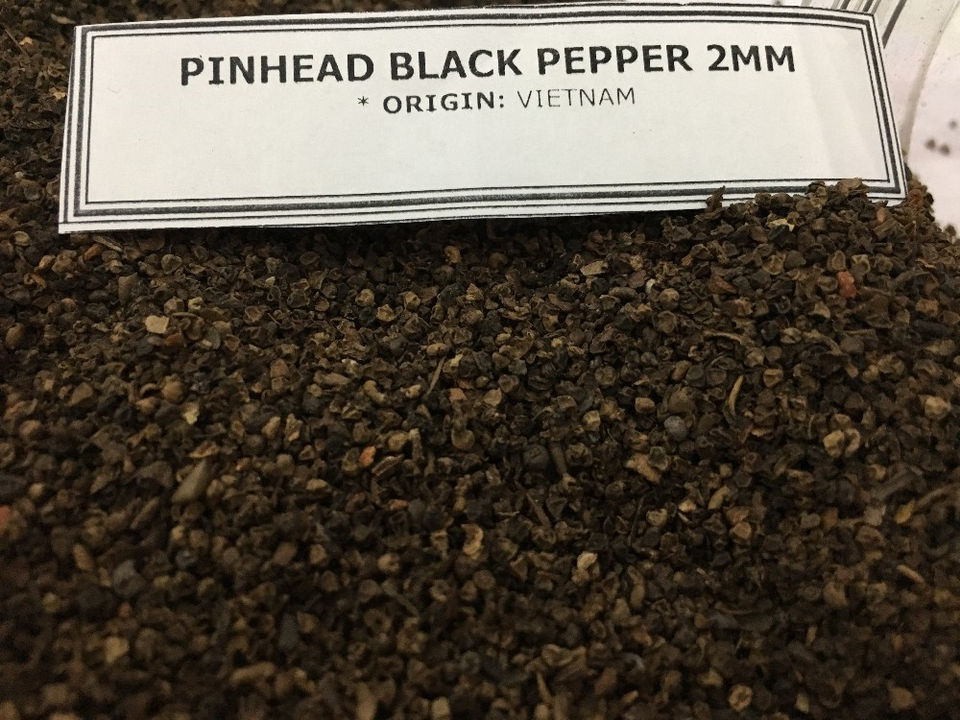 PINHEAD BLACK PEPPER 2MM
* ORIGIN: VIETNAM